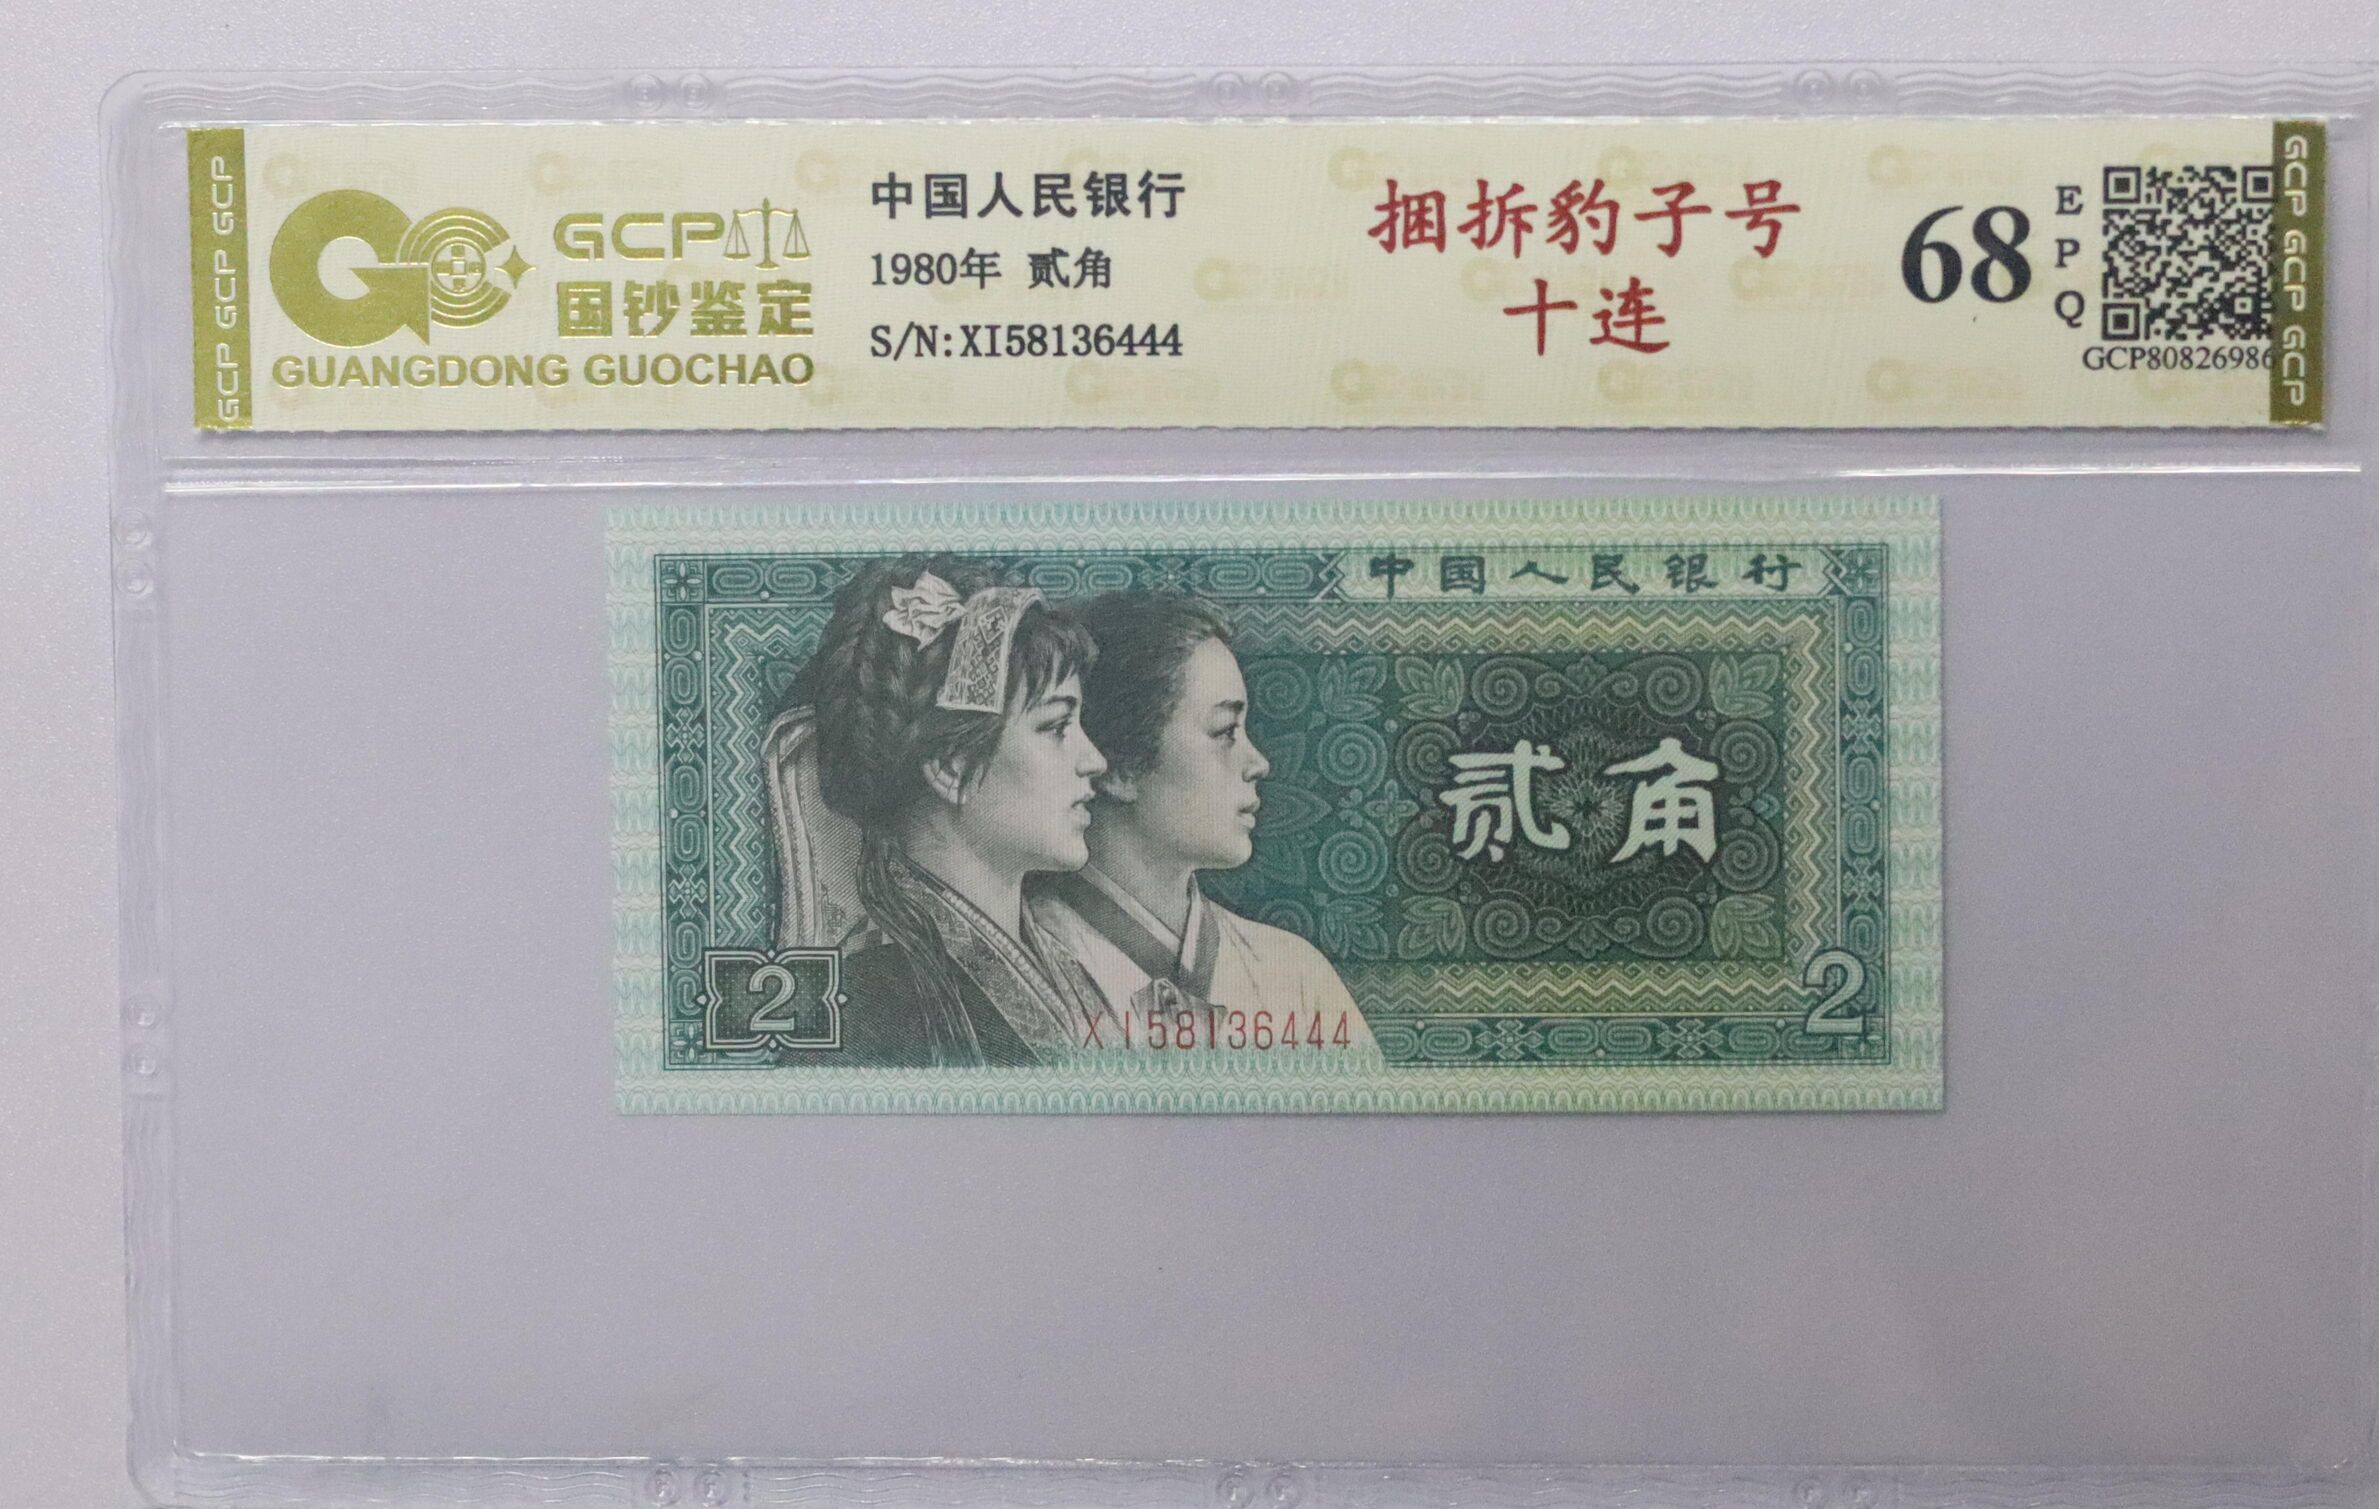 GCP GCP GCP
GCP
国钞鉴定
GUANGDONG GUOCHAO
中国人民银行
1980年 贰角
S/N:XI58136444
捆拆豹子号
十连
68
EPQ
GCP80826986
GCP GCP GCP
中国人民银行
贰角
2
XI58136444
2